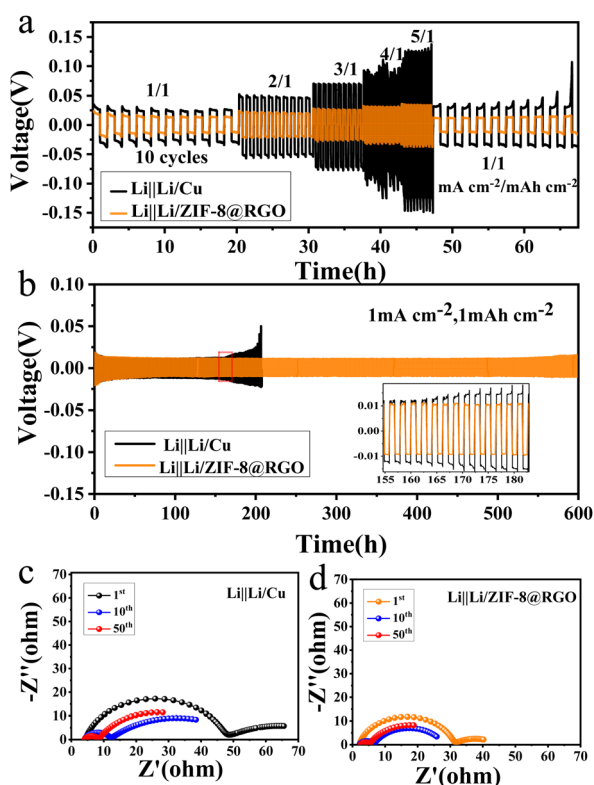 a
Voltage(V)
0.15
0.10
0.05
0.00
-0.05
-0.10
-0.15
1/1
2/1
3/1
4/1
5/1
10 cycles
1/1
mA cm-2/mAh cm-2
Li||Li/Cu
Li||Li/ZIF-8@RGO
0 10 20 30 40 50 60
Time(h)
b
Voltage(V)
0.10
0.05
0.00
-0.05
-0.10
-0.15
1mA cm-2,1mAh cm-2
Li||Li/Cu
Li||Li/ZIF-8@RGO
0.01
0.00
-0.01
155 160 165 170 175 180
0 100 200 300 400 500 600
Time(h)
c
-Z''(ohm)
70
60
50
40
30
20
10
0
1st
10th
50th
Li||Li/Cu
0 10 20 30 40 50 60 70
Z'(ohm)
d
-Z''(ohm)
70
60
50
40
30
20
10
0
1st
10th
50th
Li||Li/ZIF-8@RGO
0 10 20 30 40 50 60 70
Z'(ohm)